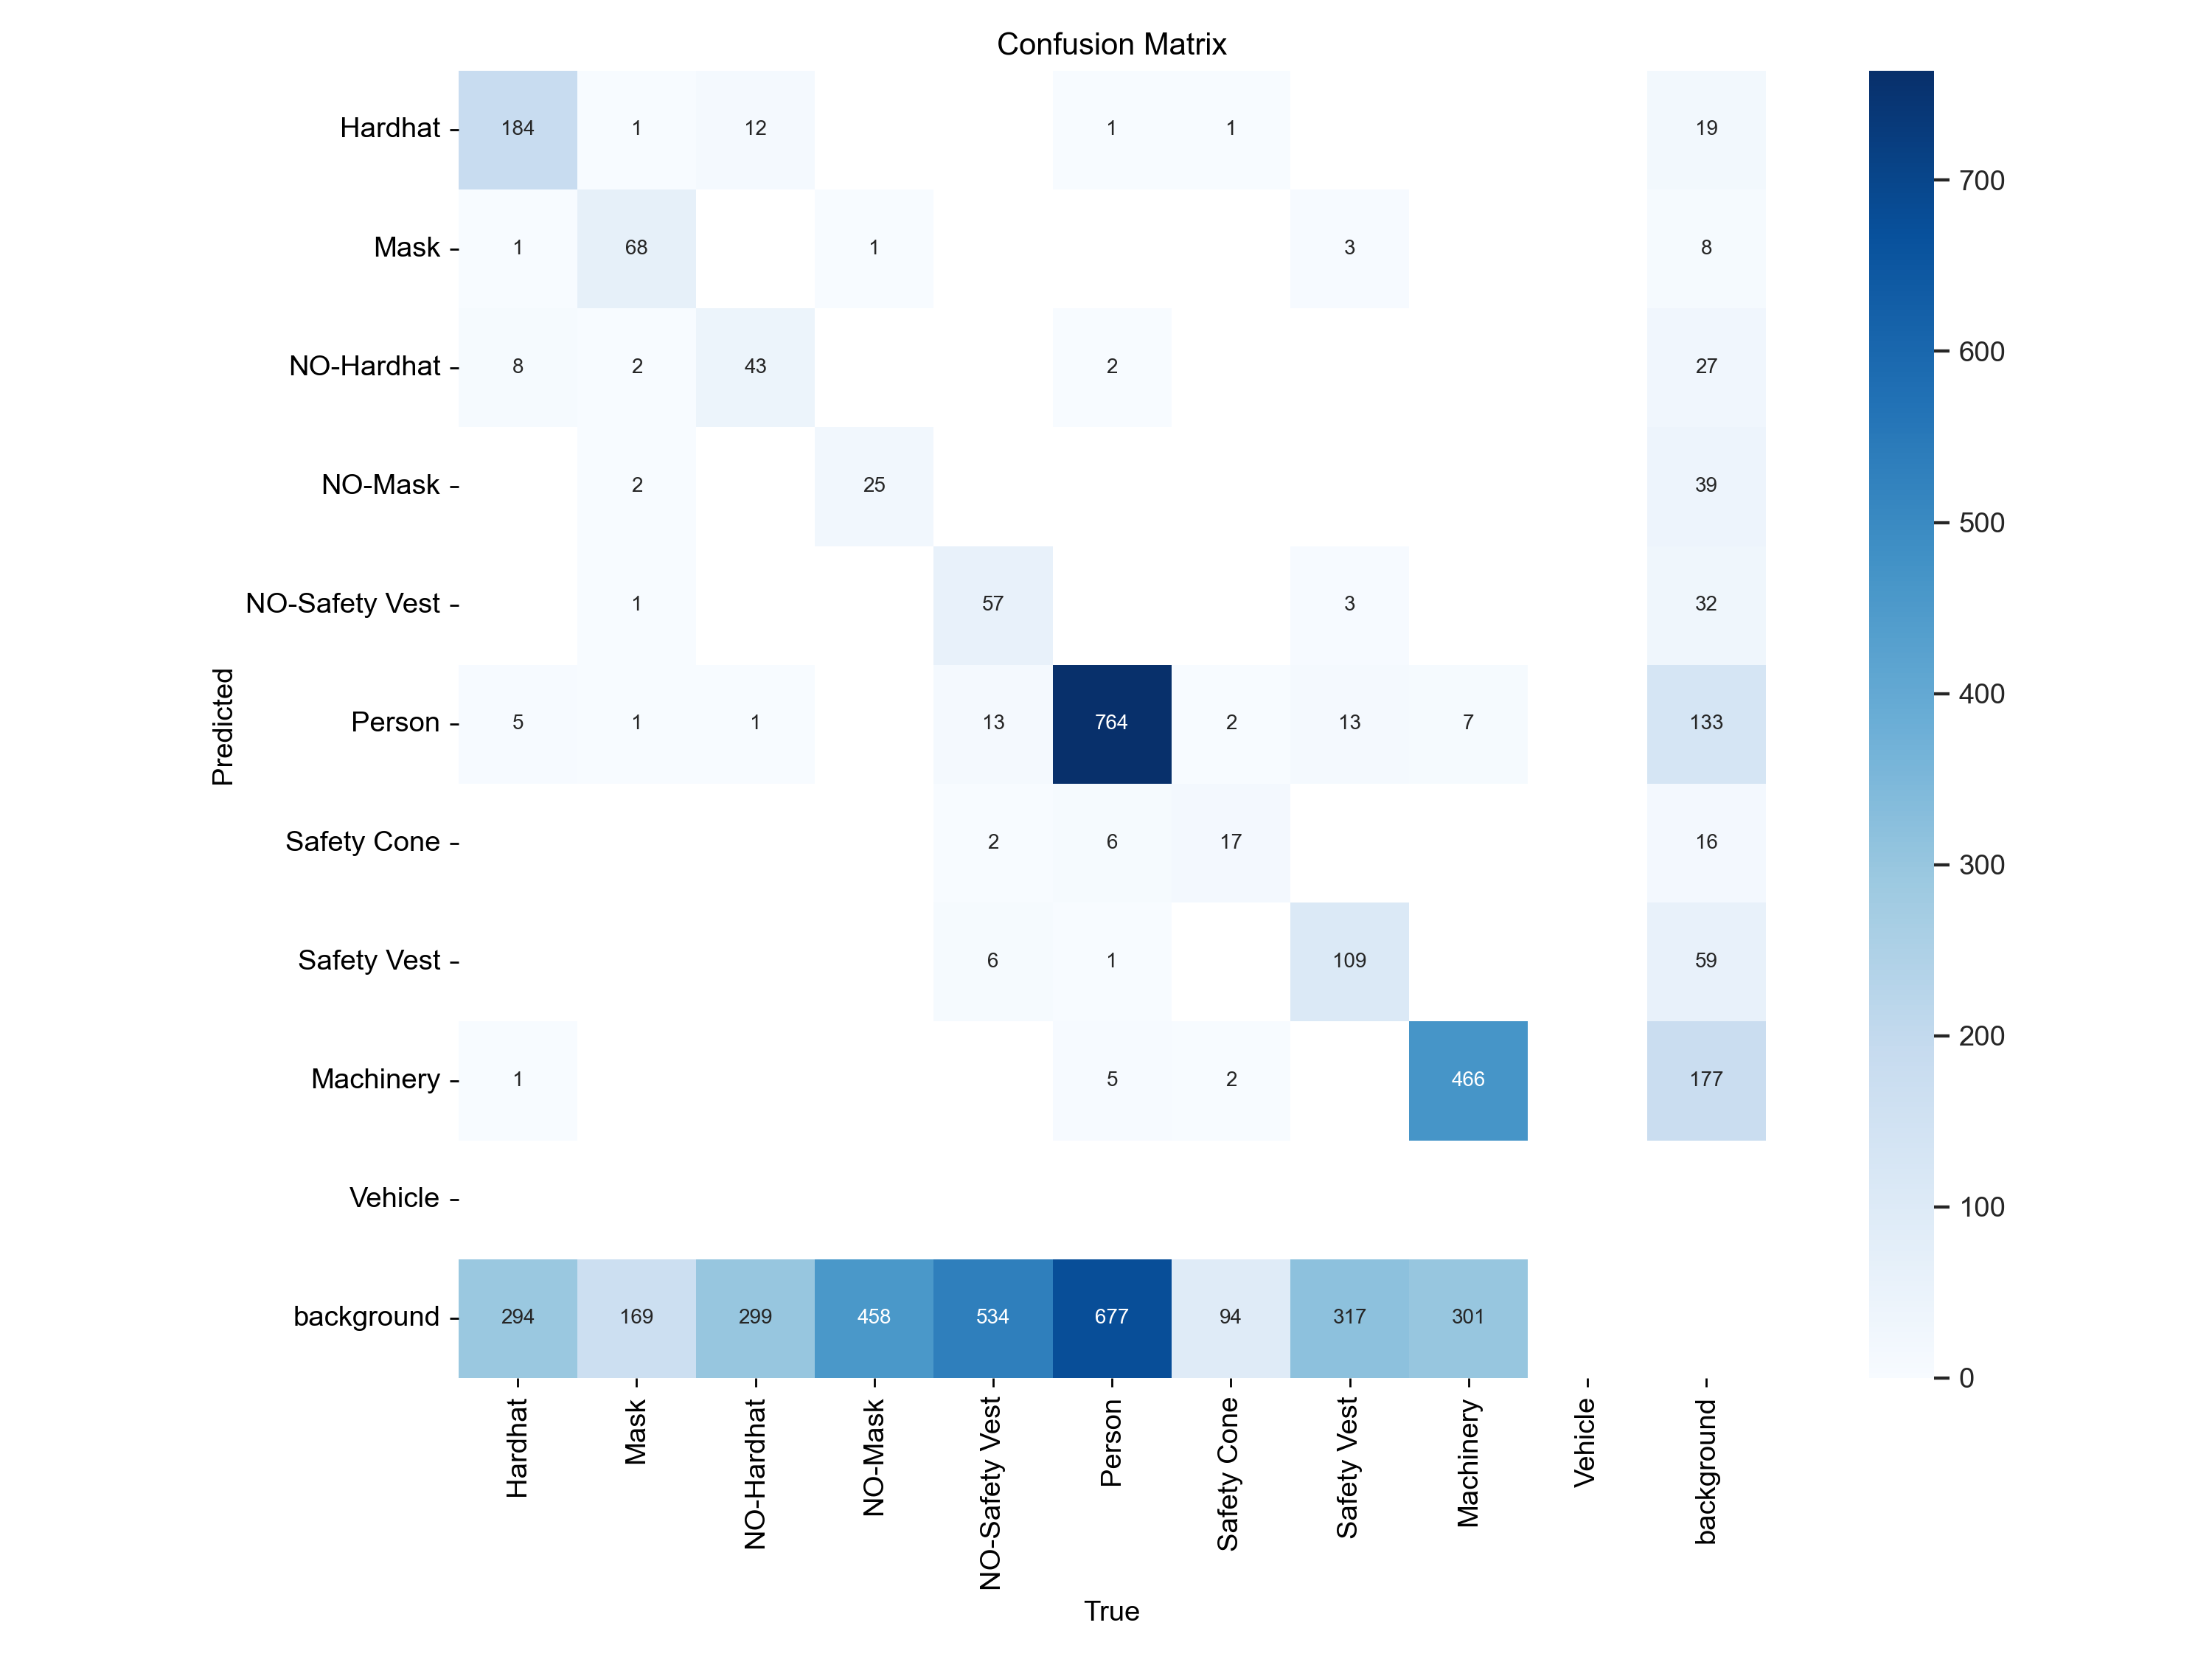 Confusion Matrix
Hardhat 184 1 12 1 1 19
Mask 1 68 1 3 8
NO-Hardhat 8 2 43 2 27
NO-Mask 2 25 39
NO-Safety Vest 1 57 3 32
Person 5 1 1 13 764 2 13 7 133
Safety Cone 2 6 17 16
Safety Vest 6 1 109 59
Machinery 1 5 2 466 177
Vehicle
background 294 169 299 458 534 677 94 317 301
Predicted
Hardhat
Mask
NO-Hardhat
NO-Mask
NO-Safety Vest
Person
Safety Cone
Safety Vest
Machinery
Vehicle
background
True
700
600
500
400
300
200
100
0